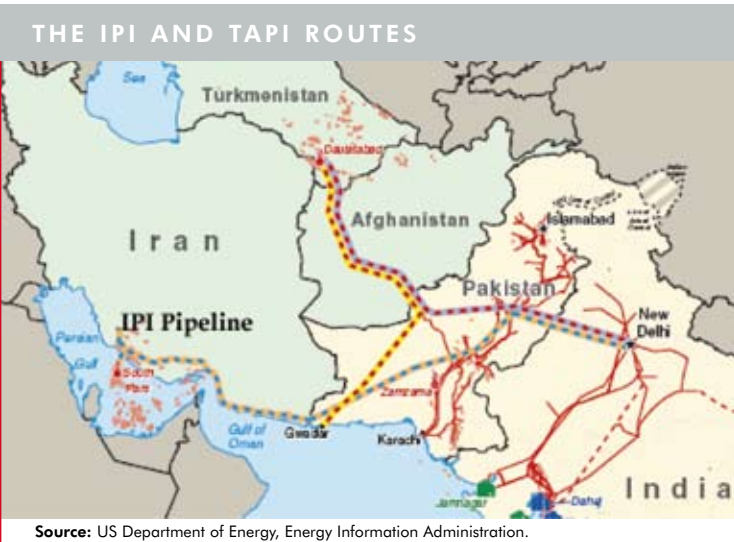 THE IPI AND TAPI ROUTES
Sea
Turkmenistan
Daulatabad
Afghanistan
Islamabad
Iran
Pakistan
IPI Pipeline
New
Delhi
Persian
Gulf
South
Pars
Zamzama
Gulf of
Oman
Gwadar
Karachi
India
Jamnagar
Dahej
Source: US Department of Energy, Energy Information Administration.